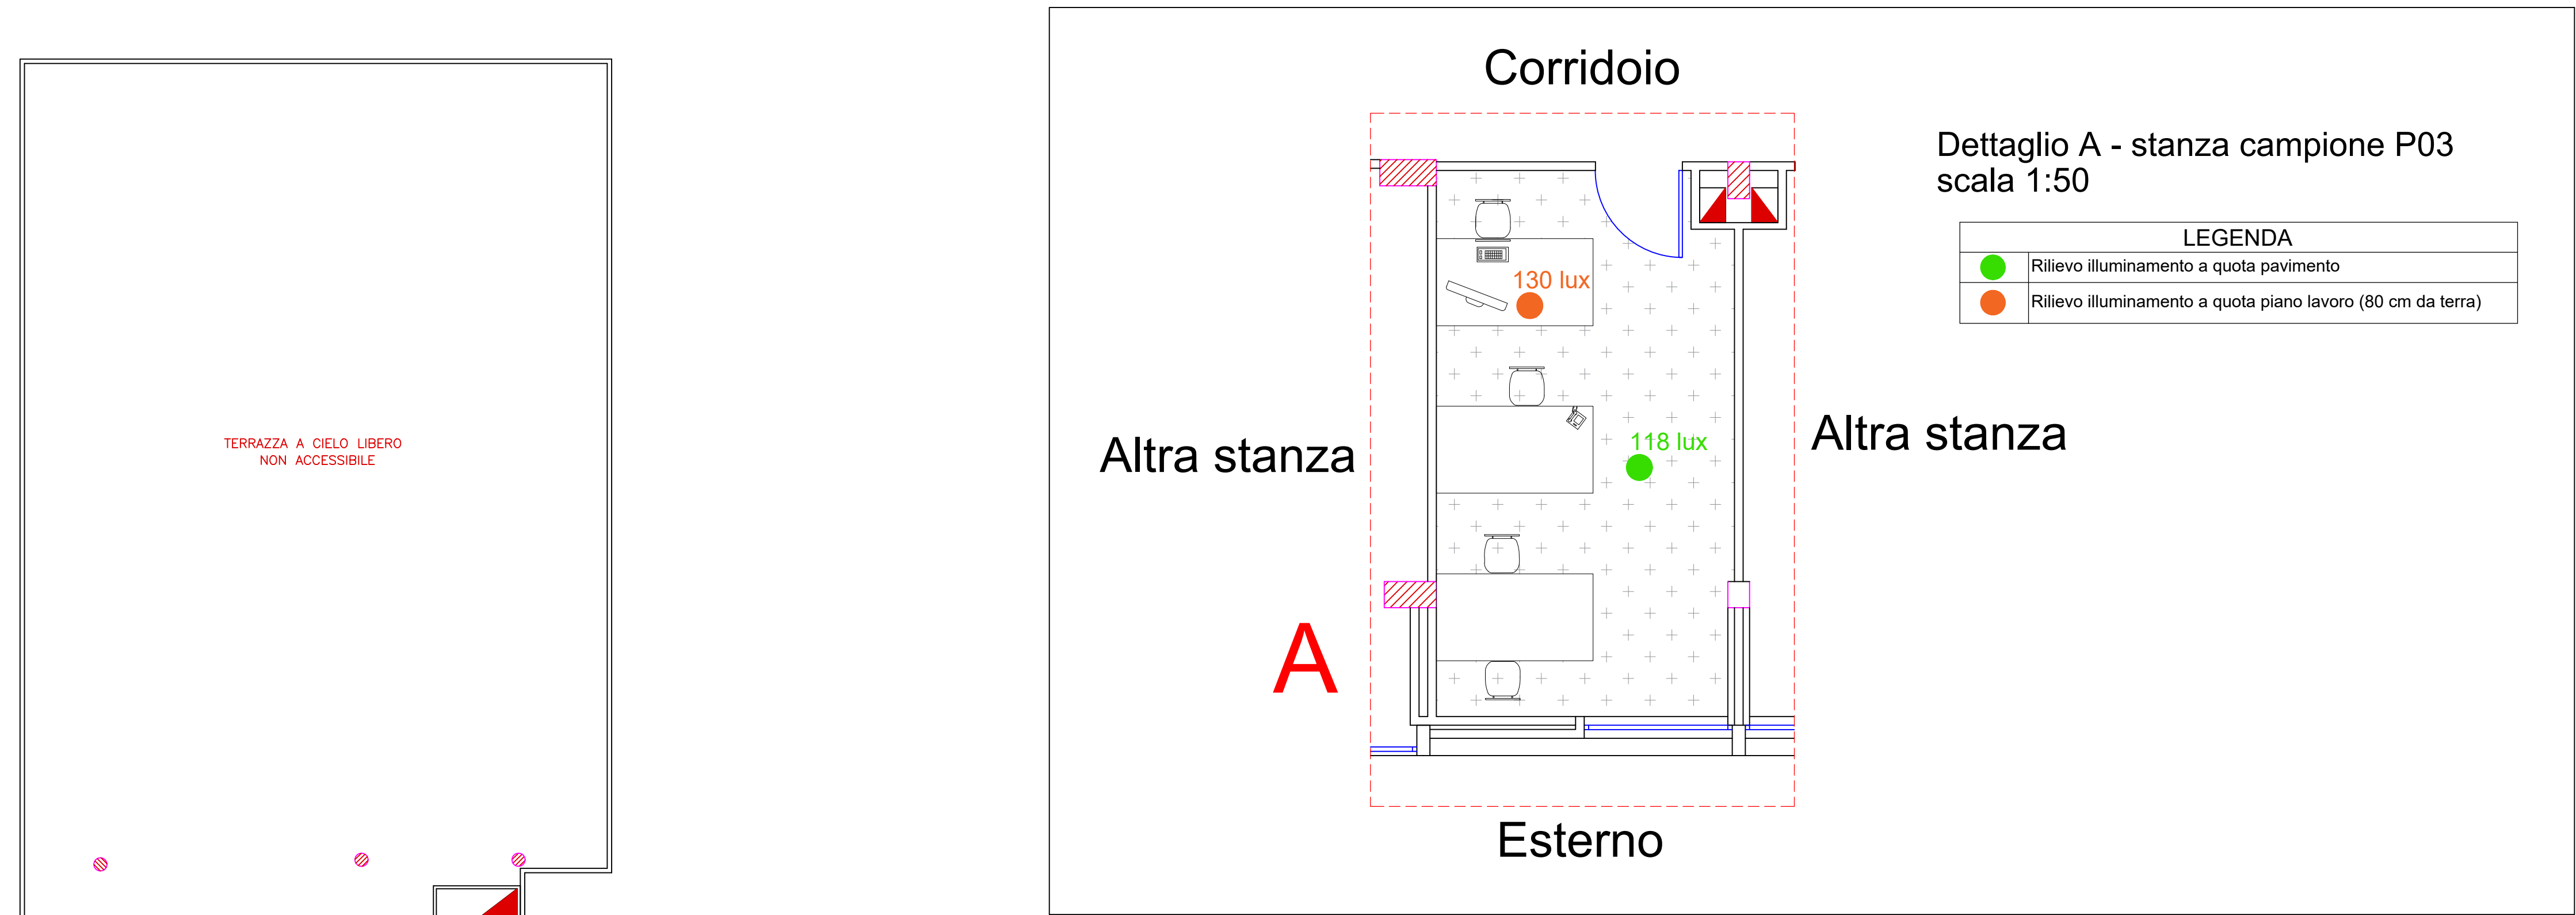 Corridoio
Dettaglio A - stanza campione P03
scala 1:50
LEGENDA
Rilievo illuminamento a quota pavimento
Rilievo illuminamento a quota piano lavoro (80 cm da terra)
130 lux
118 lux
Altra stanza
Altra stanza
TERRAZZA A CIELO LIBERO
NON ACCESSIBILE
A
Esterno